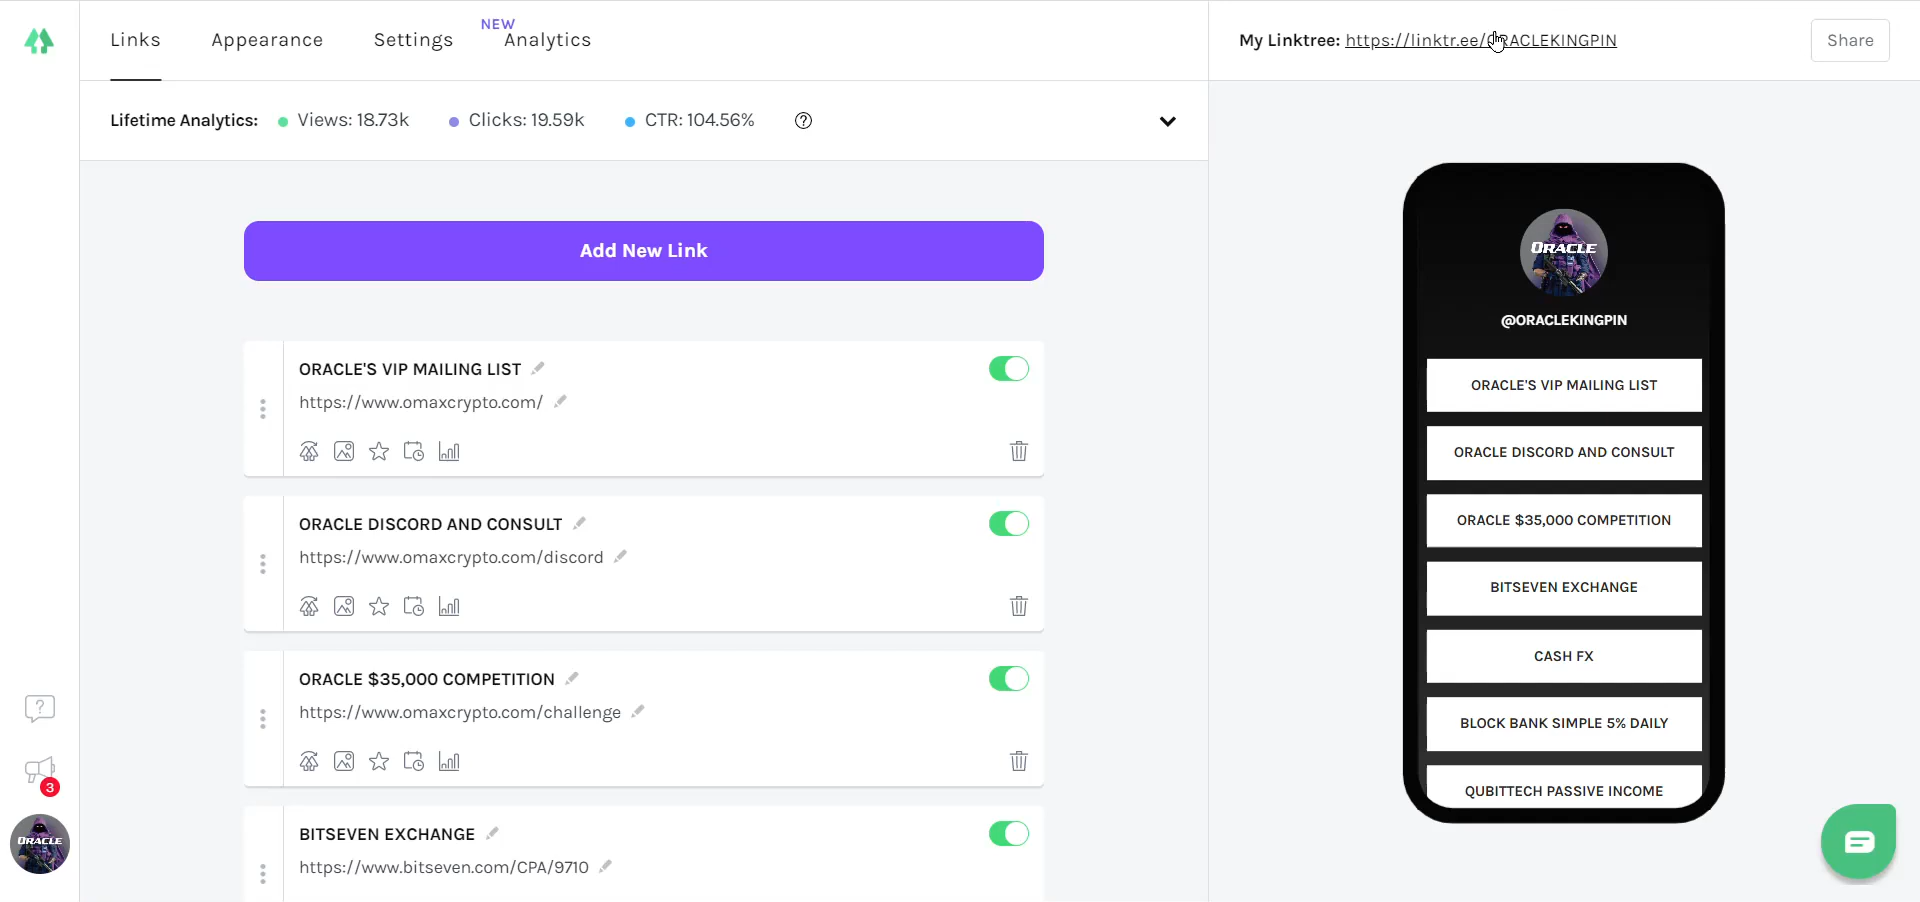 Links
Appearance
Settings
NEW
Analytics
My Linktree: https://linktr.ee/ORACLEKINGPIN
Share
Lifetime Analytics:
Views: 18.73k
Clicks: 19.59k
CTR: 104.56%
?
Add New Link
ORACLE'S VIP MAILING LIST
https://www.omaxcrypto.com/
ORACLE DISCORD AND CONSULT
https://www.omaxcrypto.com/discord
ORACLE $35,000 COMPETITION
https://www.omaxcrypto.com/challenge
BITSEVEN EXCHANGE
https://www.bitseven.com/CPA/9710
?
3
ORACLE
ORACLE
@ORACLEKINGPIN
ORACLE'S VIP MAILING LIST
ORACLE DISCORD AND CONSULT
ORACLE $35,000 COMPETITION
BITSEVEN EXCHANGE
CASH FX
BLOCK BANK SIMPLE 5% DAILY
QUBITTECH PASSIVE INCOME